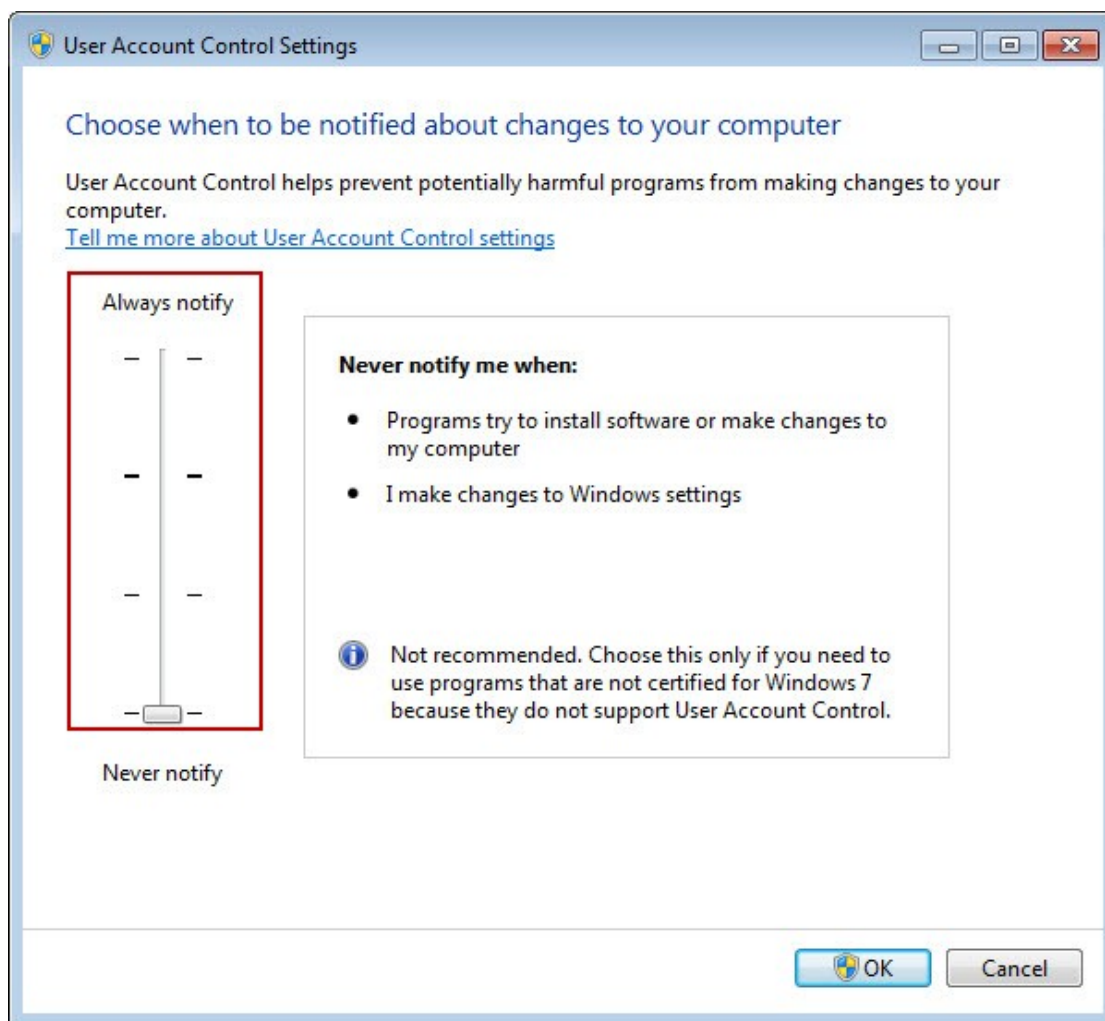 User Account Control Settings
Choose when to be notified about changes to your computer
User Account Control helps prevent potentially harmful programs from making changes to your
computer.
Tell me more about User Account Control settings
Always notify
Never notify me when:
• Programs try to install software or make changes to
my computer
• I make changes to Windows settings
Not recommended. Choose this only if you need to
use programs that are not certified for Windows 7
because they do not support User Account Control.
Never notify
OK
Cancel